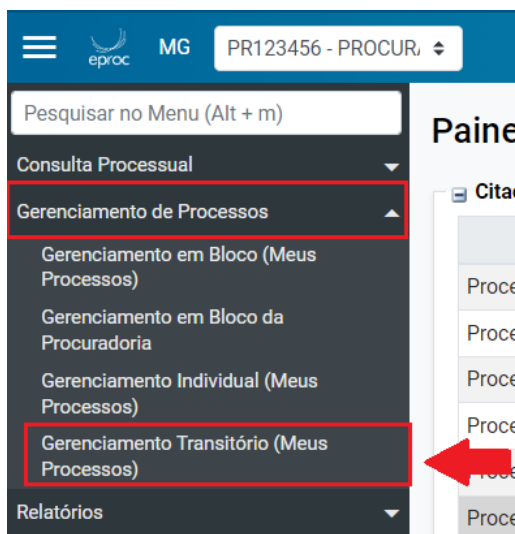 eproc
MG
PR123456 - PROCUR
Pesquisar no Menu (Alt + m)
Consulta Processual
Gerenciamento de Processos
Gerenciamento em Bloco (Meus
Processos)
Gerenciamento em Bloco da
Procuradoria
Gerenciamento Individual (Meus
Processos)
Gerenciamento Transitório (Meus
Processos)
Relatórios
Paine
Cita
Proce
Proce
Proce
Proce
Proce